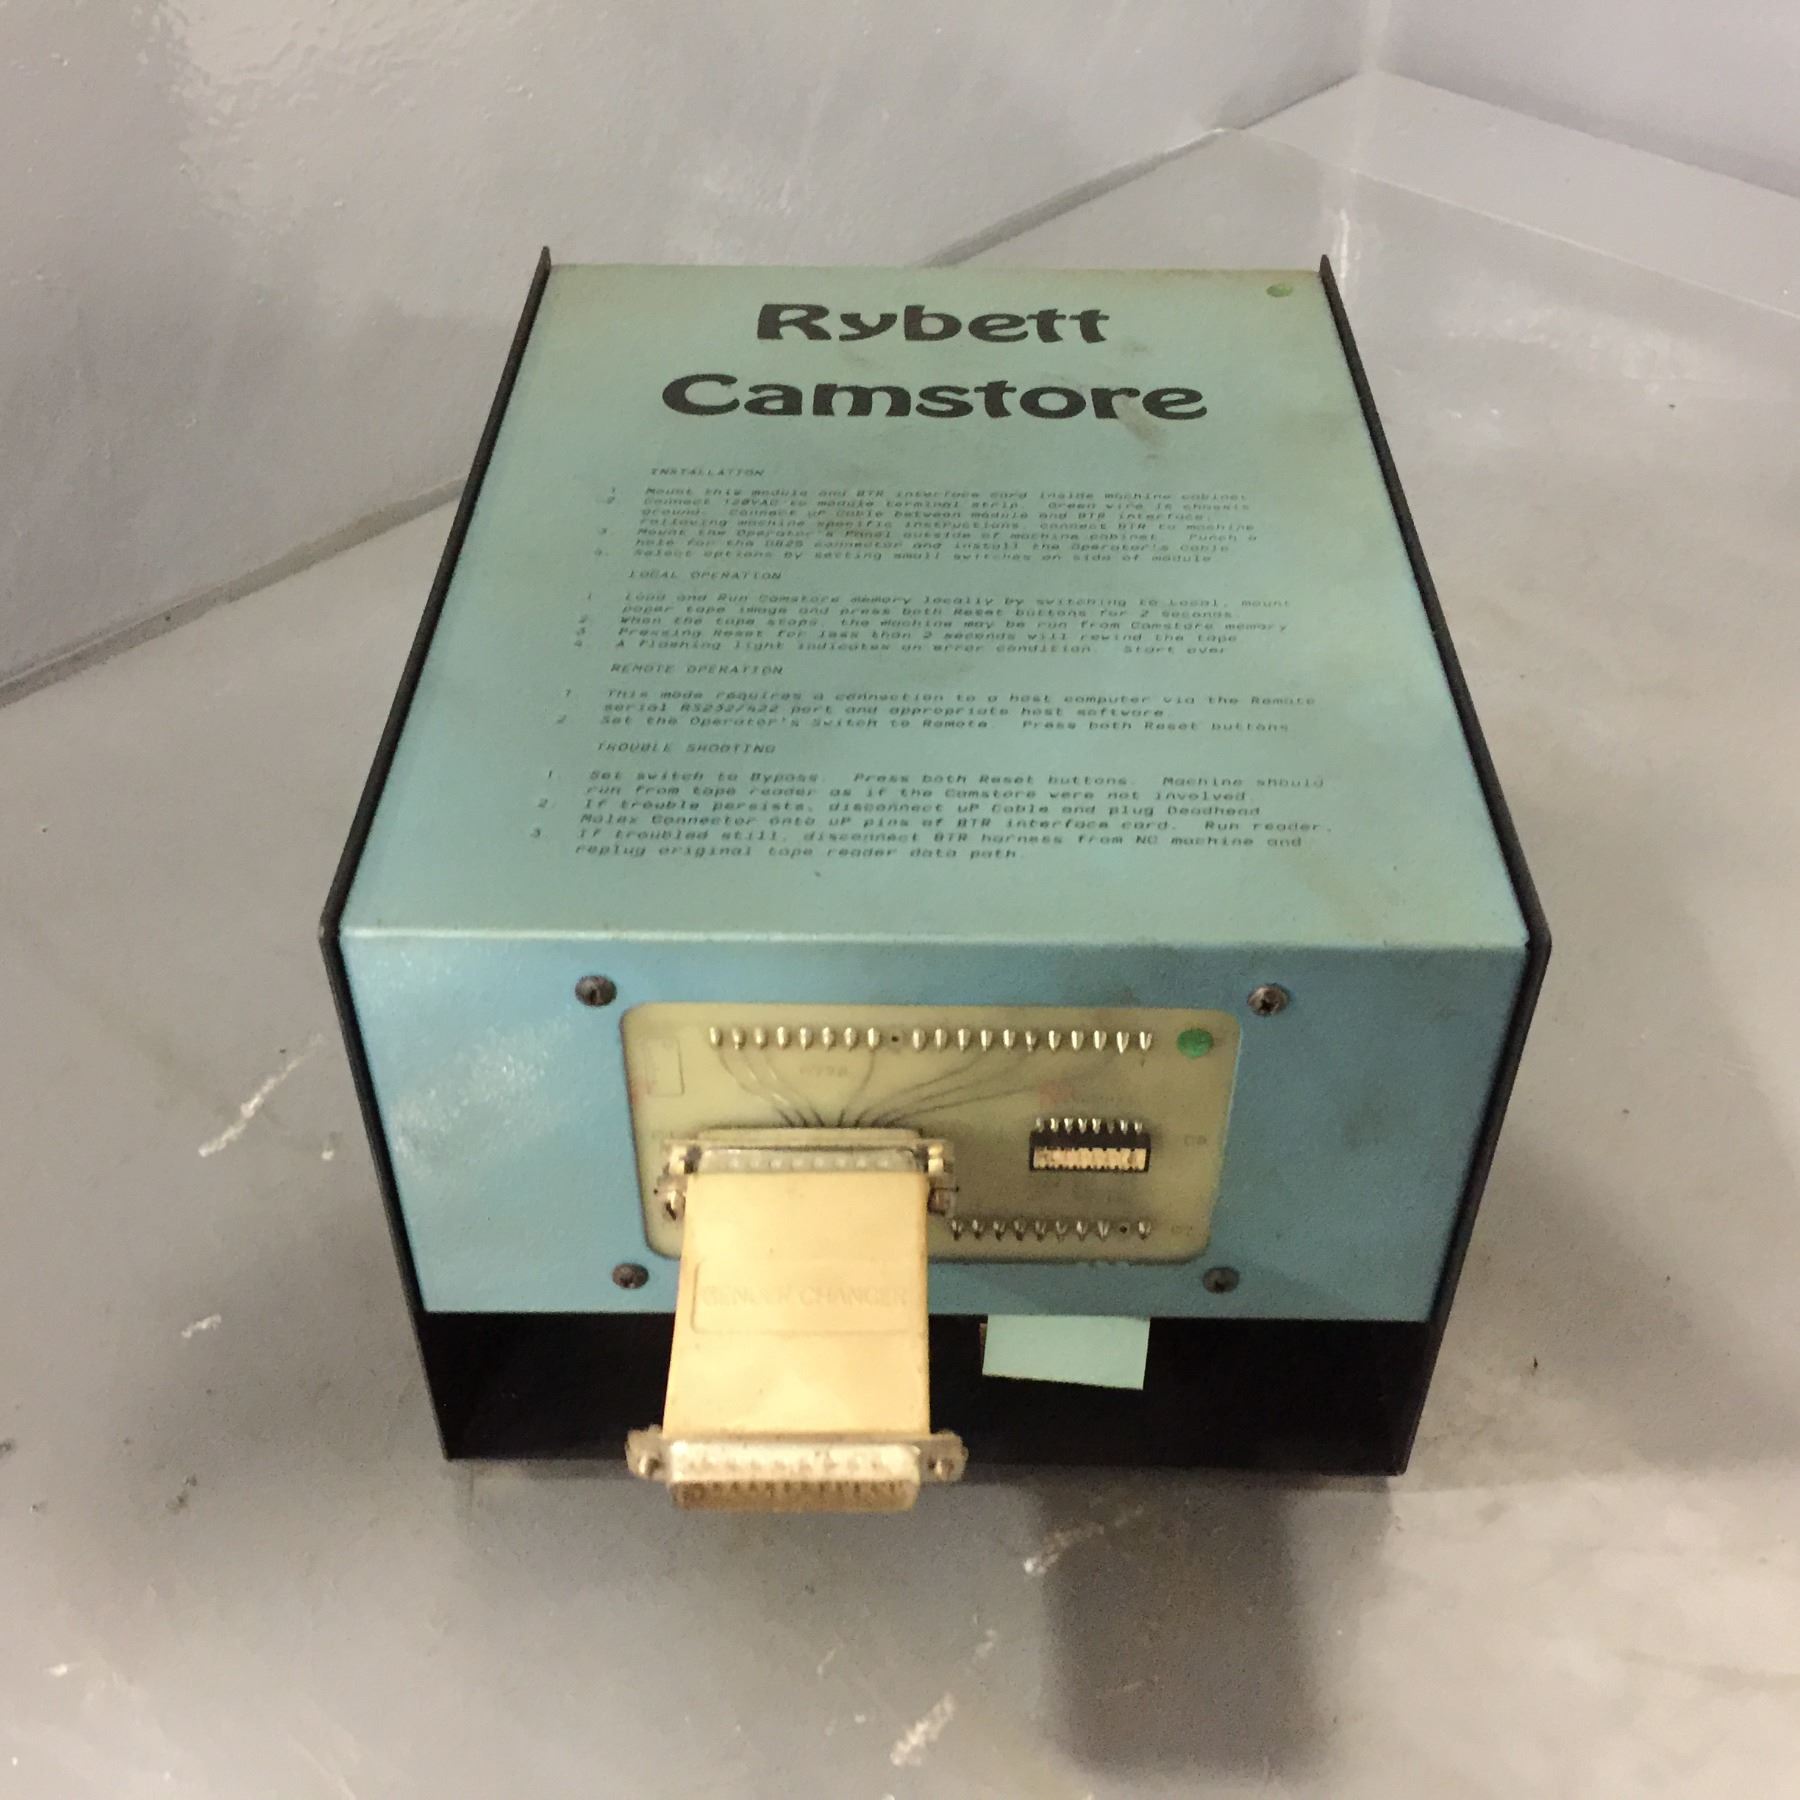 Rybett
Camstore
INSTALLATION
1. Mount this module and BTR interface card inside machine cabinet
2. Connect 120VAC to module terminal strip. Green wire is chassis
ground. Connect uP Cable between module and BTR interface.
Following machine specific instructions, connect BTR to machine
3. Mount the Operator's Panel outside of machine cabinet. Punch a
hole for the DB25 connector and install the Operator's Cable
4. Select options by setting small switches on side of module
LOCAL OPERATION
1. Load and Run Camstore memory locally by switching to Local, mount
paper tape image and press both Reset buttons for 2 seconds.
2. When the tape stops, the machine may be run from Camstore memory
3. Pressing Reset for less than 2 seconds will rewind the tape
4. A flashing light indicates an error condition. Start over
REMOTE OPERATION
1. This mode requires a connection to a host computer via the Remote
serial RS232/422 port and appropriate host software.
2. Set the Operator's Switch to Remote. Press both Reset buttons
TROUBLE SHOOTING
1. Set switch to Bypass. Press both Reset buttons. Machine should
run from tape reader as if the Camstore were not involved.
2. If trouble persists, disconnect uP Cable and plug Deadhead
Molex Connector onto uP pins of BTR interface card. Run reader.
3. If troubled still, disconnect BTR harness from NC machine and
replug original tape reader data path.
GENDER CHANGER